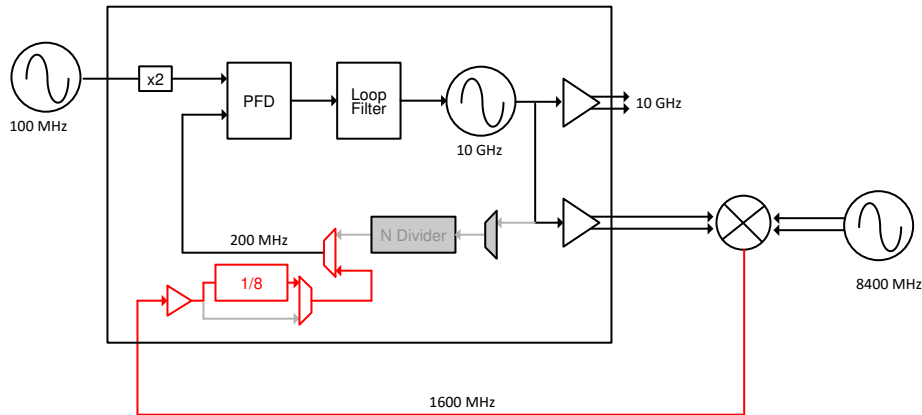 x2
PFD
Loop
Filter
10 GHz
100 MHz
10 GHz
N Divider
200 MHz
1/8
8400 MHz
1600 MHz